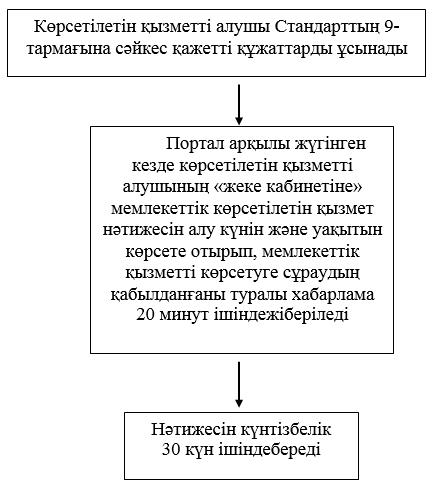 Көрсетілетін қызметті алушы Стандарттың 9-
тармағына сәйкес қажетті құжаттарды ұсынады
Портал арқылы жүгінген
кезде көрсетілетін қызметті
алушының «жеке кабинетіне»
мемлекеттік көрсетілетін қызмет
нәтижесін алу күнін және уақытын
көрсете отырып, мемлекеттік
қызметті көрсетуге сұраудың
қабылданғаны туралы хабарлама
20 минут ішіндежіберіледі
Нәтижесін күнтізбелік
30 күн ішіндебереді